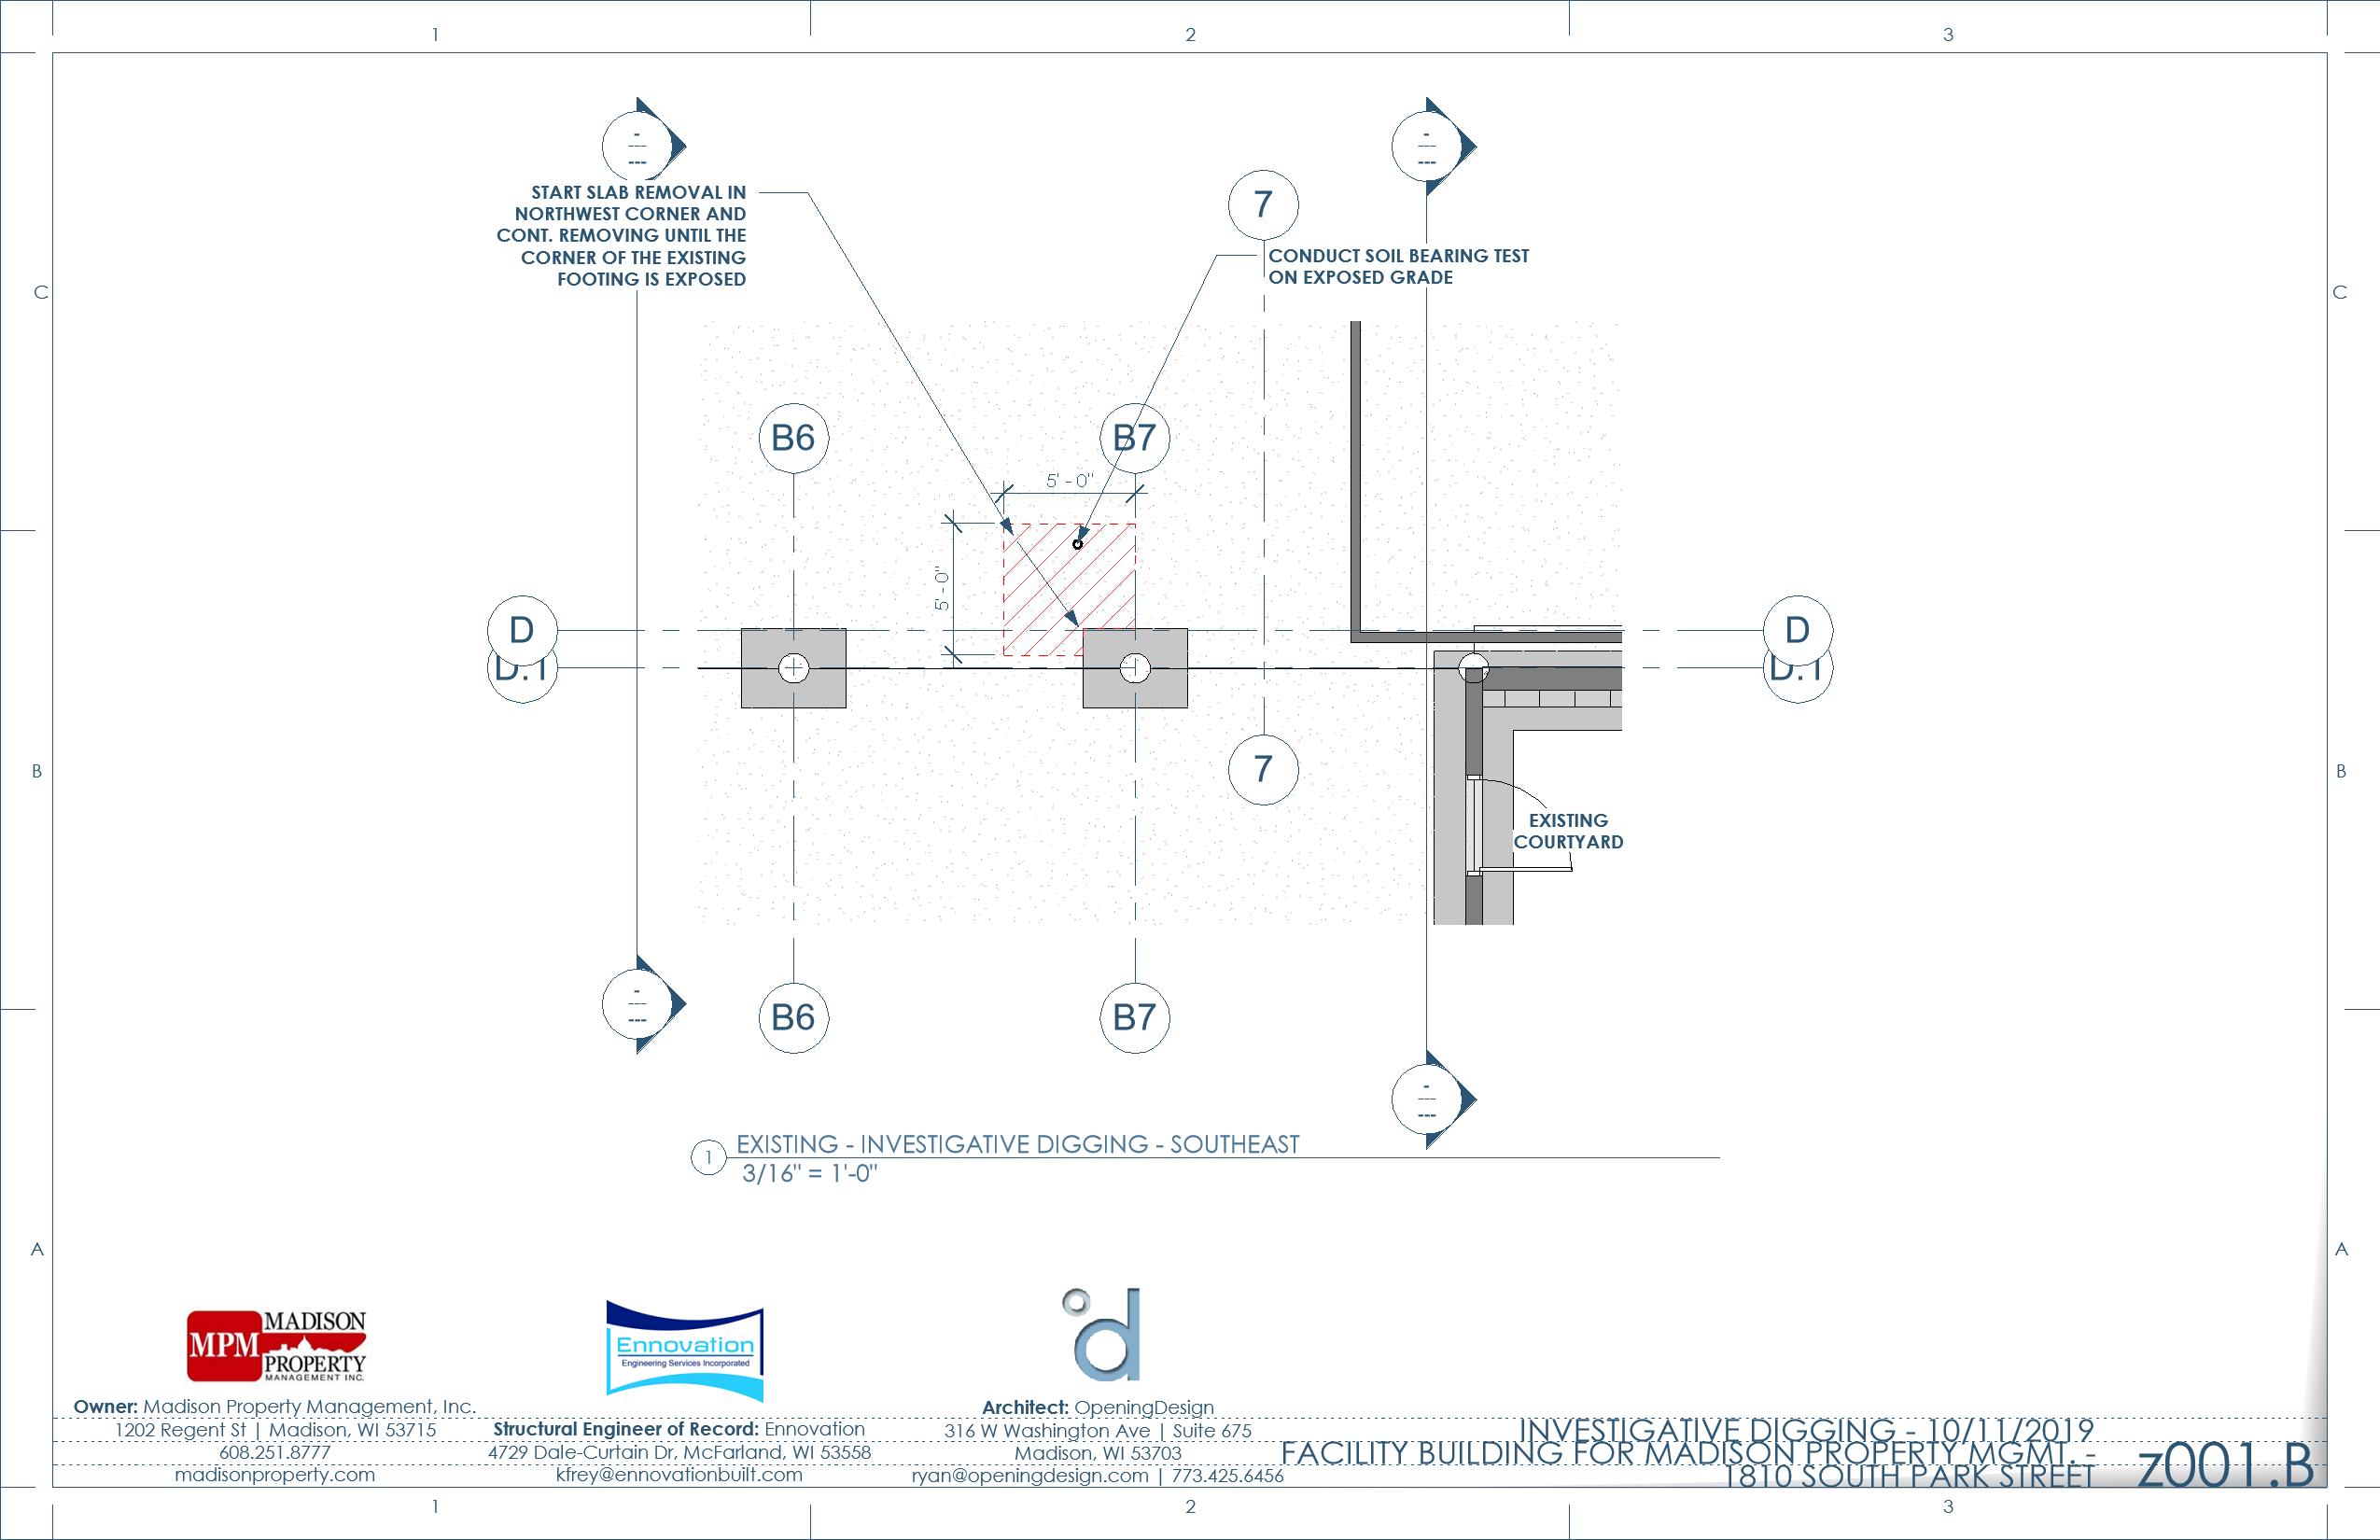 1
2
3
-
---
---
-
---
---
START SLAB REMOVAL IN
NORTHWEST CORNER AND
CONT. REMOVING UNTIL THE
CORNER OF THE EXISTING
FOOTING IS EXPOSED
7
CONDUCT SOIL BEARING TEST
ON EXPOSED GRADE
C
C
B6
B7
5' - 0"
5' - 0"
D
D.1
D
D.1
7
B
B
EXISTING
COURTYARD
-
---
---
B6
B7
-
---
---
1
EXISTING - INVESTIGATIVE DIGGING - SOUTHEAST
3/16" = 1'-0"
A
A
MPM
MADISON
PROPERTY
MANAGEMENT INC.
Ennovation
Engineering Services Incorporated
d
Owner: Madison Property Management, Inc.
1202 Regent St | Madison, WI 53715
608.251.8777
madisonproperty.com
Structural Engineer of Record: Ennovation
4729 Dale-Curtain Dr, McFarland, WI 53558
kfrey@ennovationbuilt.com
Architect: OpeningDesign
316 W Washington Ave | Suite 675
Madison, WI 53703
ryan@openingdesign.com | 773.425.6456
INVESTIGATIVE DIGGING - 10/11/2019
FACILITY BUILDING FOR MADISON PROPERTY MGMT. -
1810 SOUTH PARK STREET
z001.B
1
2
3